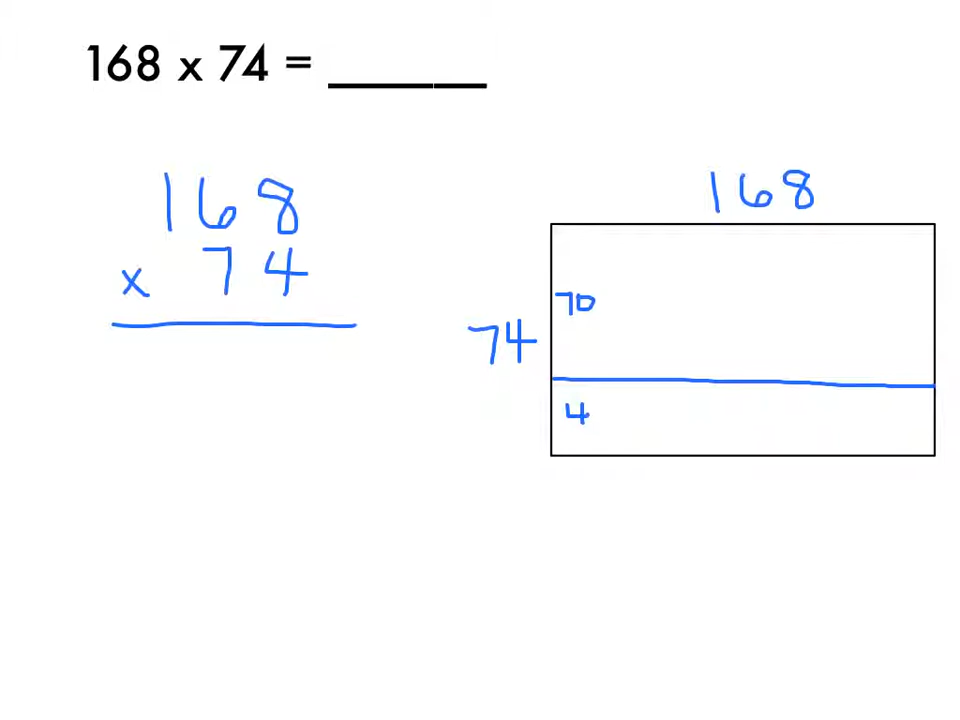 168 x 74 = ______
168
x 74
168
74
70
4